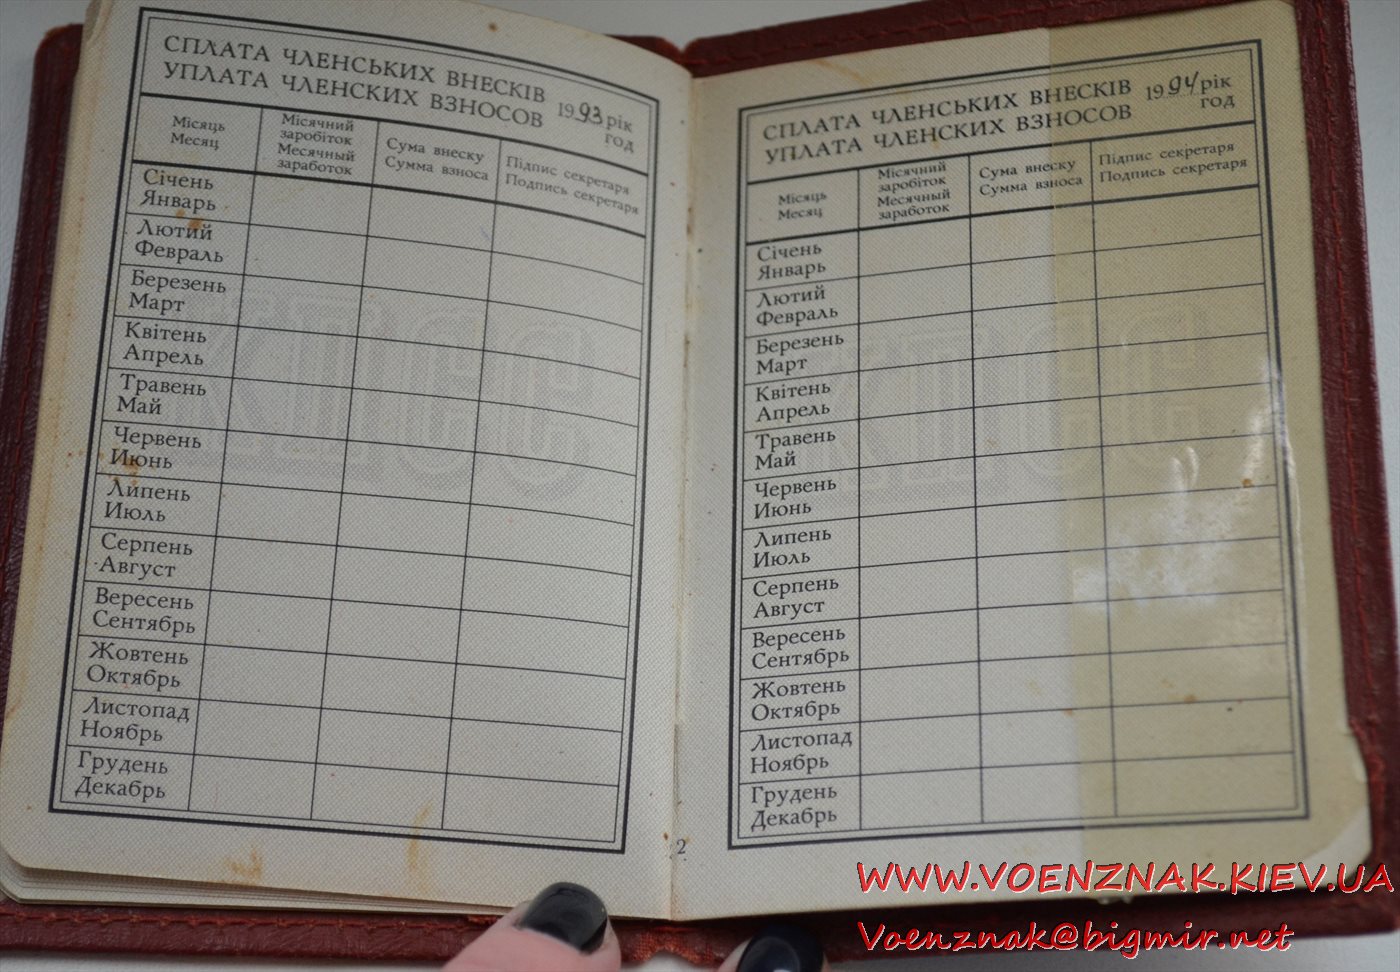 СПЛАТА ЧЛЕНСЬКИХ ВНЕСКІВ 1993 рік
УПЛАТА ЧЛЕНСКИХ ВЗНОСОВ год
Місяць
Месяц
Місячний
заробіток
Месячный
заработок
Сума внеску
Сумма взноса
Підпис секретаря
Подпись секретаря
Січень
Январь
Лютий
Февраль
Березень
Март
Квітень
Апрель
Травень
Май
Червень
Июнь
Липень
Июль
Серпень
Август
Вересень
Сентябрь
Жовтень
Октябрь
Листопад
Ноябрь
Грудень
Декабрь
СПЛАТА ЧЛЕНСЬКИХ ВНЕСКІВ 1994 рік
УПЛАТА ЧЛЕНСКИХ ВЗНОСОВ год
Місяць
Месяц
Місячний
заробіток
Месячный
заработок
Сума внеску
Сумма взноса
Підпис секретаря
Подпись секретаря
Січень
Январь
Лютий
Февраль
Березень
Март
Квітень
Апрель
Травень
Май
Червень
Июнь
Липень
Июль
Серпень
Август
Вересень
Сентябрь
Жовтень
Октябрь
Листопад
Ноябрь
Грудень
Декабрь
2
WWW.VOENZNAK.KIEV.UA
Voenznak@bigmir.net